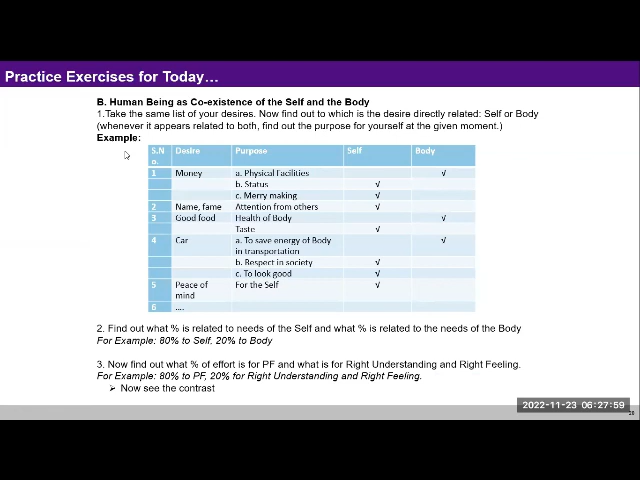 Practice Exercises for Today…
B. Human Being as Co-existence of the Self and the Body
1.Take the same list of your desires. Now find out to which is the desire directly related: Self or Body
(whenever it appears related to both, find out the purpose for yourself at the given moment.)
Example:
S.N o. Desire Purpose Self Body
1 Money a. Physical Facilities √
b. Status √
c. Merry making √
2 Name, fame Attention from others √
3 Good food Health of Body √
Taste √
4 Car a. To save energy of Body √
in transportation
b. Respect in society √
c. To look good √
5 Peace of For the Self √
mind
6 ....
2. Find out what % is related to needs of the Self and what % is related to the needs of the Body
For Example: 80% to Self, 20% to Body
3. Now find out what % of effort is for PF and what is for Right Understanding and Right Feeling.
For Example: 80% to PF, 20% for Right Understanding and Right Feeling.
➢ Now see the contrast
2022-11-23 06:27:59